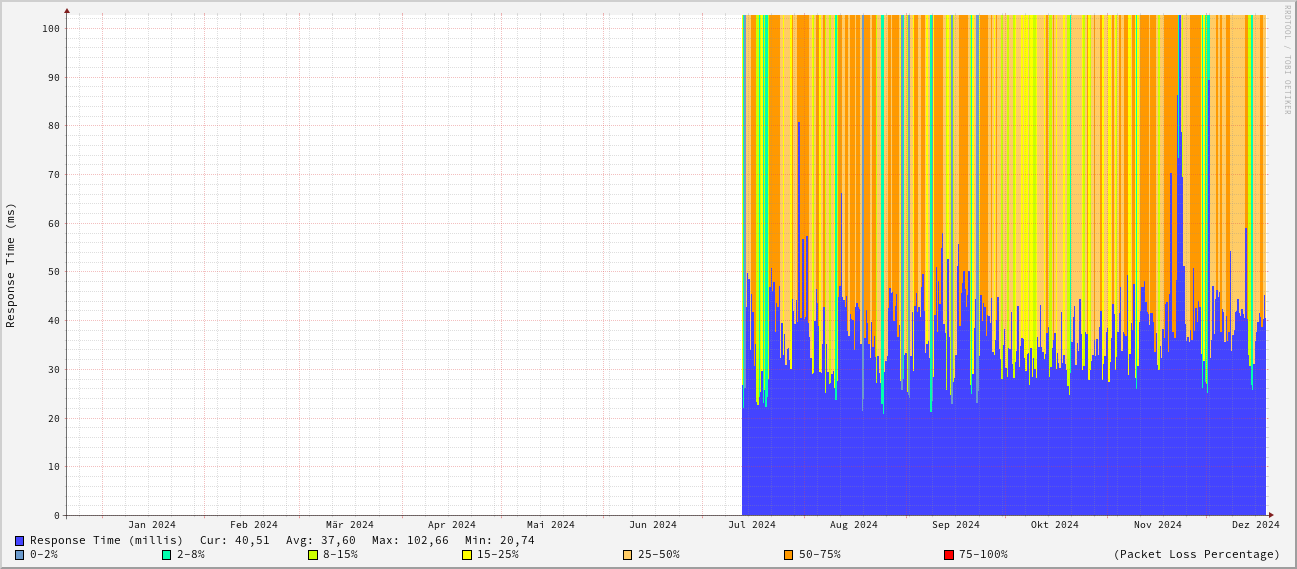 RRDTOOL / TOBI OETIKER
Response Time (ms)
100
90
80
70
60
50
40
30
20
10
0
Jan 2024 Feb 2024 Mär 2024 Apr 2024 Mai 2024 Jun 2024 Jul 2024 Aug 2024 Sep 2024 Okt 2024 Nov 2024 Dez 2024
Response Time (millis) Cur: 40,51 Avg: 37,60 Max: 102,66 Min: 20,74
0-2% 2-8% 8-15% 15-25% 25-50% 50-75% 75-100% (Packet Loss Percentage)